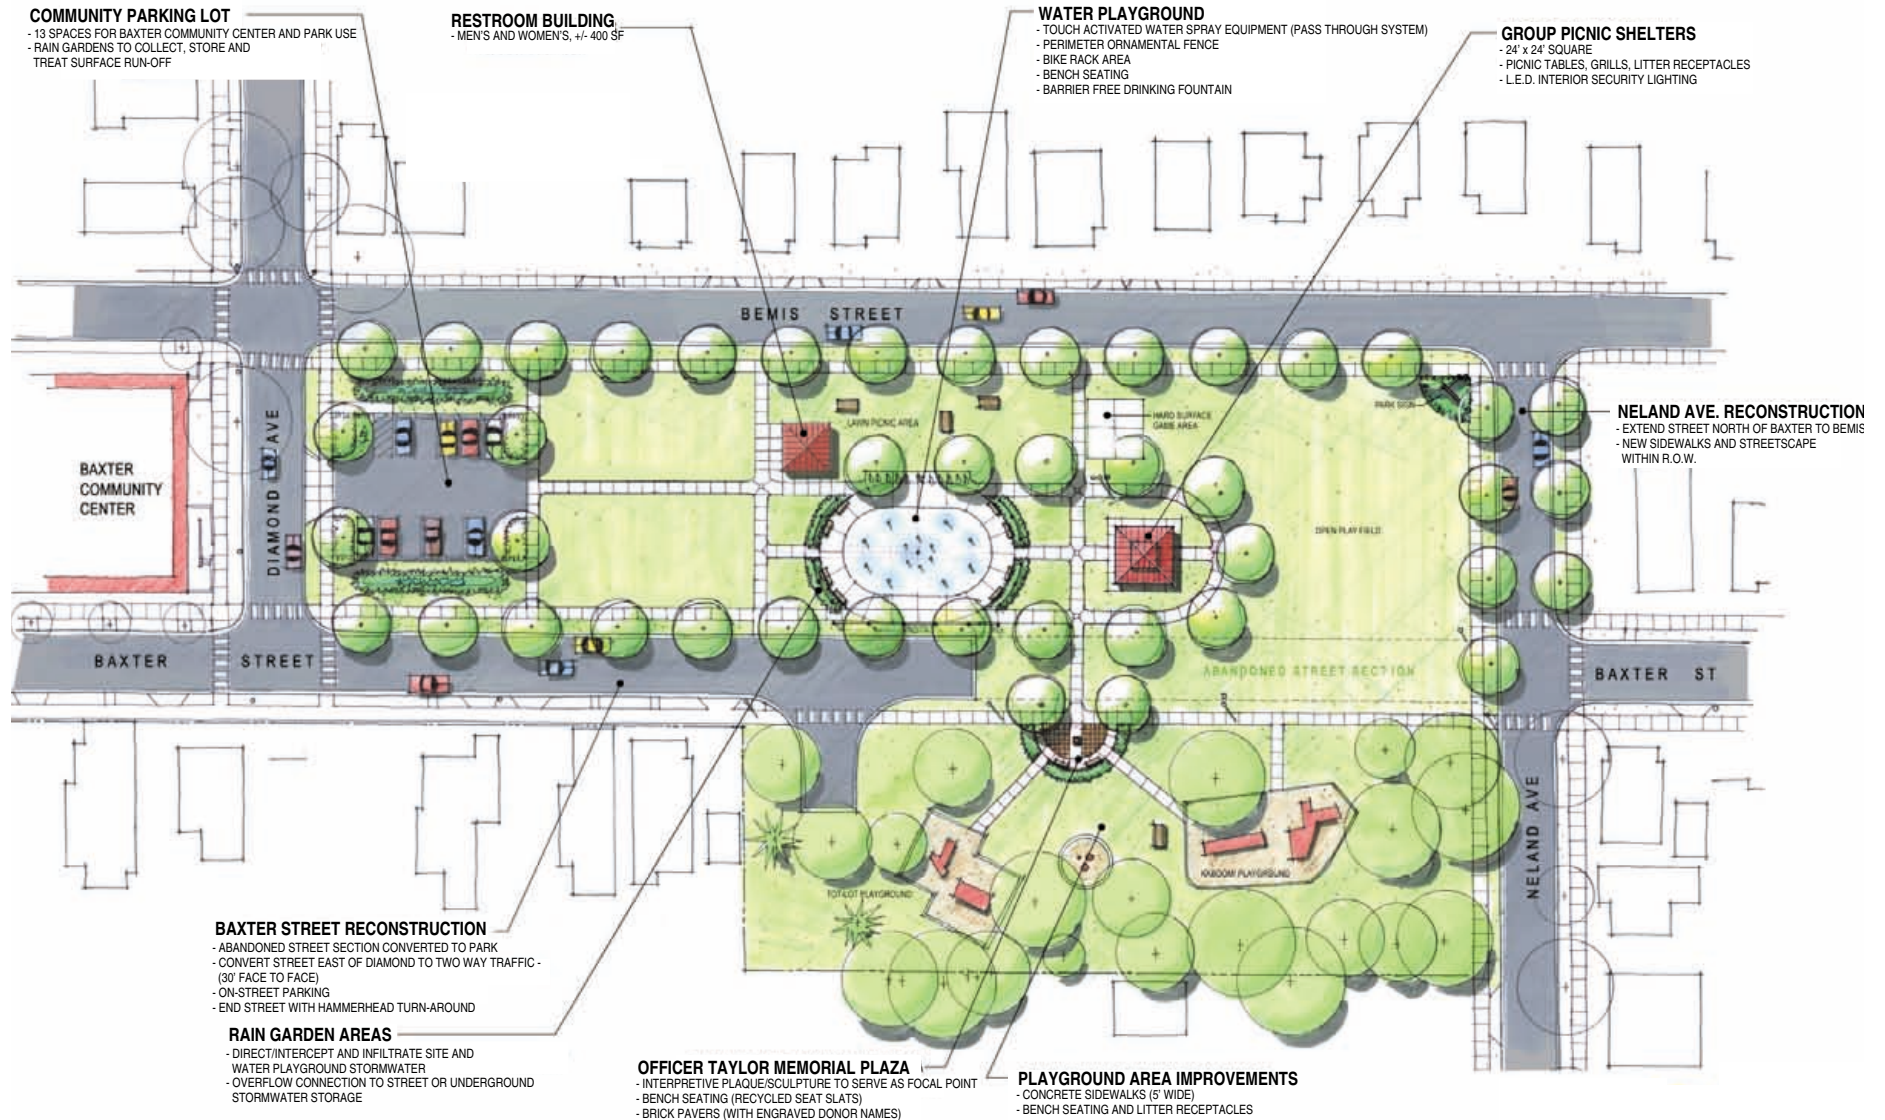 COMMUNITY PARKING LOT
- 13 SPACES FOR BAXTER COMMUNITY CENTER AND PARK USE
- RAIN GARDENS TO COLLECT, STORE AND
TREAT SURFACE RUN-OFF
RESTROOM BUILDING
- MEN'S AND WOMEN'S, +/- 400 SF
WATER PLAYGROUND
- TOUCH ACTIVATED WATER SPRAY EQUIPMENT (PASS THROUGH SYSTEM)
- PERIMETER ORNAMENTAL FENCE
- BIKE RACK AREA
- BENCH SEATING
- BARRIER FREE DRINKING FOUNTAIN
GROUP PICNIC SHELTERS
- 24' x 24' SQUARE
- PICNIC TABLES, GRILLS, LITTER RECEPTACLES
- L.E.D. INTERIOR SECURITY LIGHTING
BEMIS STREET
PARK SIGN
LAWN PICNIC AREA
HARD SURFACE
GAME AREA
NELAND AVE. RECONSTRUCTION
- EXTEND STREET NORTH OF BAXTER TO BEMIS
- NEW SIDEWALKS AND STREETSCAPE
WITHIN R.O.W.
BAXTER
COMMUNITY
CENTER
DIAMOND AVE
OPEN PLAY FIELD
BAXTER STREET
ABANDONED STREET SECTION
BAXTER ST
NELAND AVE
TOT-LOT PLAYGROUND
KABOOM PLAYGROUND
BAXTER STREET RECONSTRUCTION
- ABANDONED STREET SECTION CONVERTED TO PARK
- CONVERT STREET EAST OF DIAMOND TO TWO WAY TRAFFIC -
(30' FACE TO FACE)
- ON-STREET PARKING
- END STREET WITH HAMMERHEAD TURN-AROUND
RAIN GARDEN AREAS
- DIRECT/INTERCEPT AND INFILTRATE SITE AND
WATER PLAYGROUND STORMWATER
- OVERFLOW CONNECTION TO STREET OR UNDERGROUND
STORMWATER STORAGE
OFFICER TAYLOR MEMORIAL PLAZA
- INTERPRETIVE PLAQUE/SCULPTURE TO SERVE AS FOCAL POINT
- BENCH SEATING (RECYCLED SEAT SLATS)
- BRICK PAVERS (WITH ENGRAVED DONOR NAMES)
PLAYGROUND AREA IMPROVEMENTS
- CONCRETE SIDEWALKS (5' WIDE)
- BENCH SEATING AND LITTER RECEPTACLES